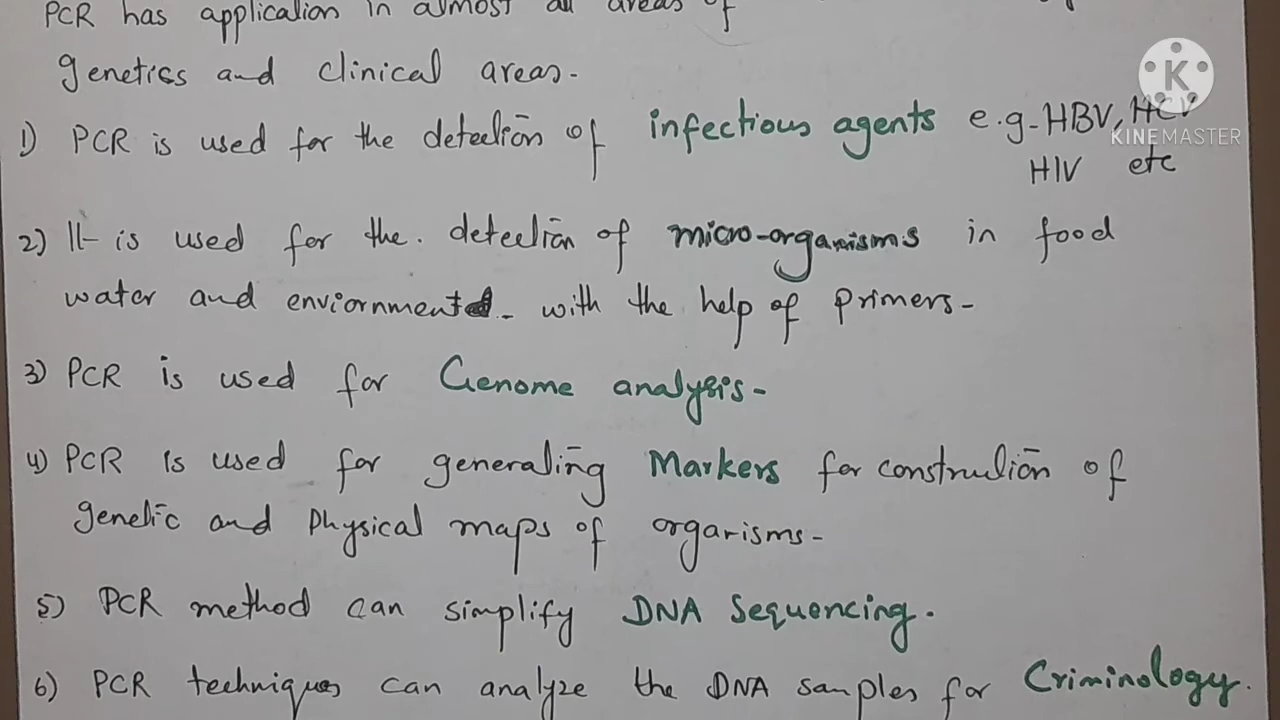 PCR has application in almost all areas of
genetics and clinical areas-
1) PCR is used for the detection of infectious agents e.g- HBV, HCV
HIV etc
K
KINEMASTER
2) It is used for the. detection of micro-organisms in food
water and enviornment - with the help of primers-
3) PCR is used for Genome analysis-
4) PCR is used for generating Markers for construction of
genetic and Physical maps of organisms-
5) PCR method can simplify DNA Sequencing.
6) PCR techniques can analyze the DNA samples for Criminology.